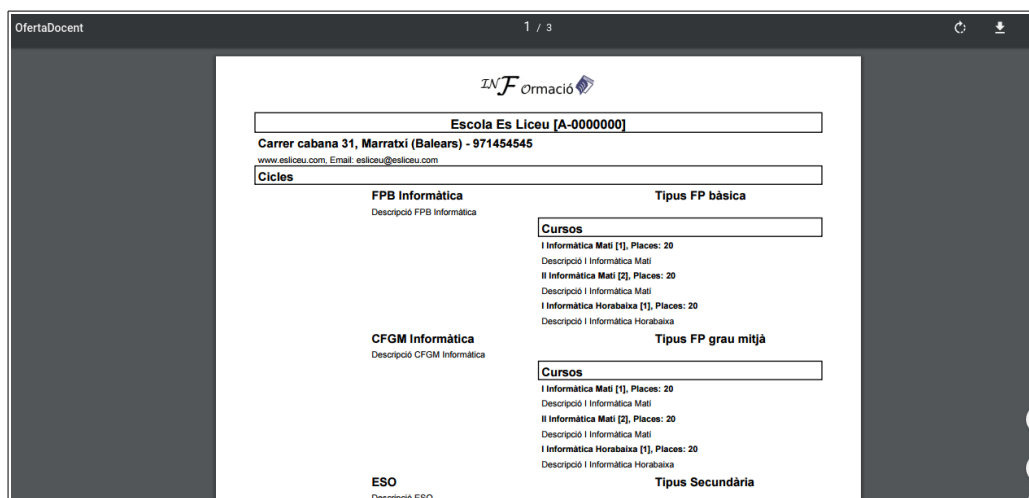 OfertaDocent 1 / 3
INFOrmació
Escola Es Liceu [A-0000000]
Carrer cabana 31, Marratxí (Balears) - 971454545
www.esliceu.com, Email: esliceu@esliceu.com
Cicles
FPB Informàtica Tipus FP bàsica
Descripció FPB Informàtica
Cursos
I Informàtica Matí [1], Places: 20
Descripció I Informàtica Matí
II Informàtica Matí [2], Places: 20
Descripció I Informàtica Matí
I Informàtica Horabaixa [1], Places: 20
Descripció I Informàtica Horabaixa
CFGM Informàtica Tipus FP grau mitjà
Descripció CFGM Informàtica
Cursos
I Informàtica Matí [1], Places: 20
Descripció I Informàtica Matí
II Informàtica Matí [2], Places: 20
Descripció I Informàtica Matí
I Informàtica Horabaixa [1], Places: 20
Descripció I Informàtica Horabaixa
ESO Tipus Secundària
Descripció ESO